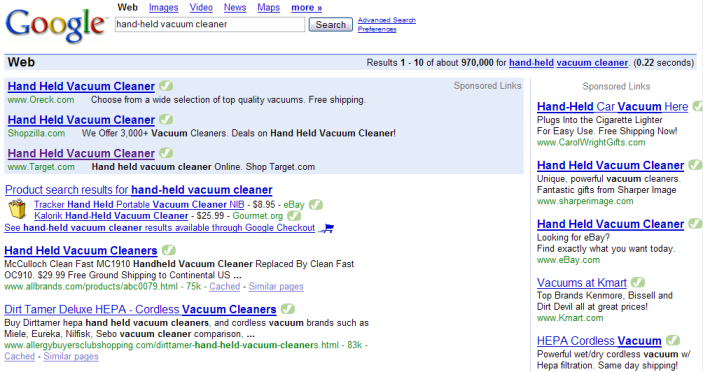 Google™
Web Images Video News Maps more »
hand-held vacuum cleaner Search Advanced Search
Preferences
Web Results 1 - 10 of about 970,000 for hand-held vacuum cleaner. (0.22 seconds)
Sponsored Links
Hand Held Vacuum Cleaner
www.Oreck.com Choose from a wide selection of top quality vacuums. Free shipping.
Hand Held Vacuum Cleaner
Shopzilla.com We Offer 3,000+ Vacuum Cleaners. Deals on Hand Held Vacuum Cleaner!
Hand Held Vacuum Cleaner
www.Target.com Hand Held vacuum cleaner Online. Shop Target.com
Product search results for hand-held vacuum cleaner
Tracker Hand Held Portable Vacuum Cleaner NIB - $8.95 - eBay
Kalorik Hand-Held Vacuum Cleaner - $25.99 - Gourmet.org
See hand-held vacuum cleaner results available through Google Checkout
Hand Held Vacuum Cleaners
McCulloch Clean Fast MC1910 Handheld Vacuum Cleaner Replaced By Clean Fast
OC910. $29.99 Free Ground Shipping to Continental US ...
www.allbrands.com/products/abc0079.html - 75k - Cached - Similar pages
Dirt Tamer Deluxe HEPA - Cordless Vacuum Cleaners
Buy Dirttamer hepa hand held vacuum cleaners, and cordless vacuum brands such as
Miele, Eureka, Nilfisk, Sebo vacuum cleaner comparison, ...
www.allergybuyersclubshopping.com/dirttamer-hand-held-vacuum-cleaners.html - 83k -
Cached - Similar pages
Sponsored Links
Hand-Held Car Vacuum Here
Plugs Into the Cigarette Lighter
For Easy Use. Free Shipping Now!
www.CarolWrightGifts.com
Hand Held Vacuum Cleaner
Unique, powerful vacuum cleaners.
Fantastic gifts from Sharper Image
www.sharperimage.com
Hand Held Vacuum Cleaner
Looking for eBay?
Find exactly what you want today.
www.eBay.com
Vacuums at Kmart
Top Brands Kenmore, Bissell and
Dirt Devil all at great prices!
www.Kmart.com
HEPA Cordless Vacuum
Powerful wet/dry cordless vacuum w/
Hepa filtration. Same day shipping!